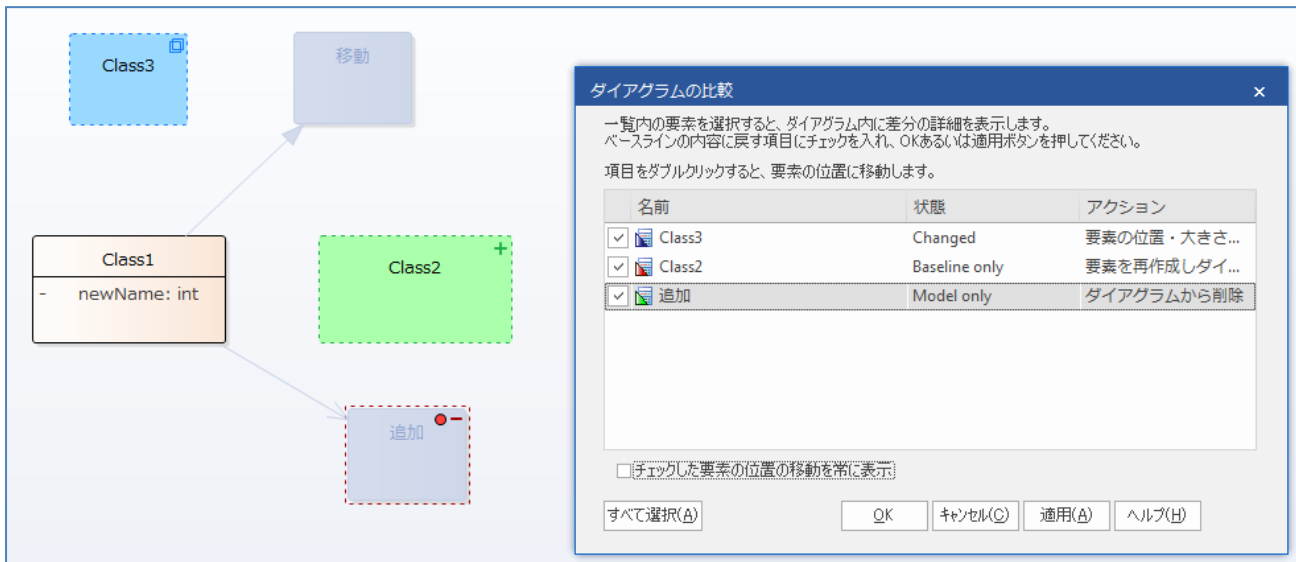 Class3
移動
Class1
- newName: int
Class2
追加
ダイアグラムの比較
一覧内の要素を選択すると、ダイアグラム内に差分の詳細を表示します。
ベースラインの内容に戻す項目にチェックを入れ、OKあるいは適用ボタンを押してください。
項目をダブルクリックすると、要素の位置に移動します。
名前 状態 アクション
Class3 Changed 要素の位置・大きさ...
Class2 Baseline only 要素を再作成しダイ...
追加 Model only ダイアグラムから削除
チェックした要素の位置の移動を常に表示
すべて選択(A) OK キャンセル(C) 適用(A) ヘルプ(H)